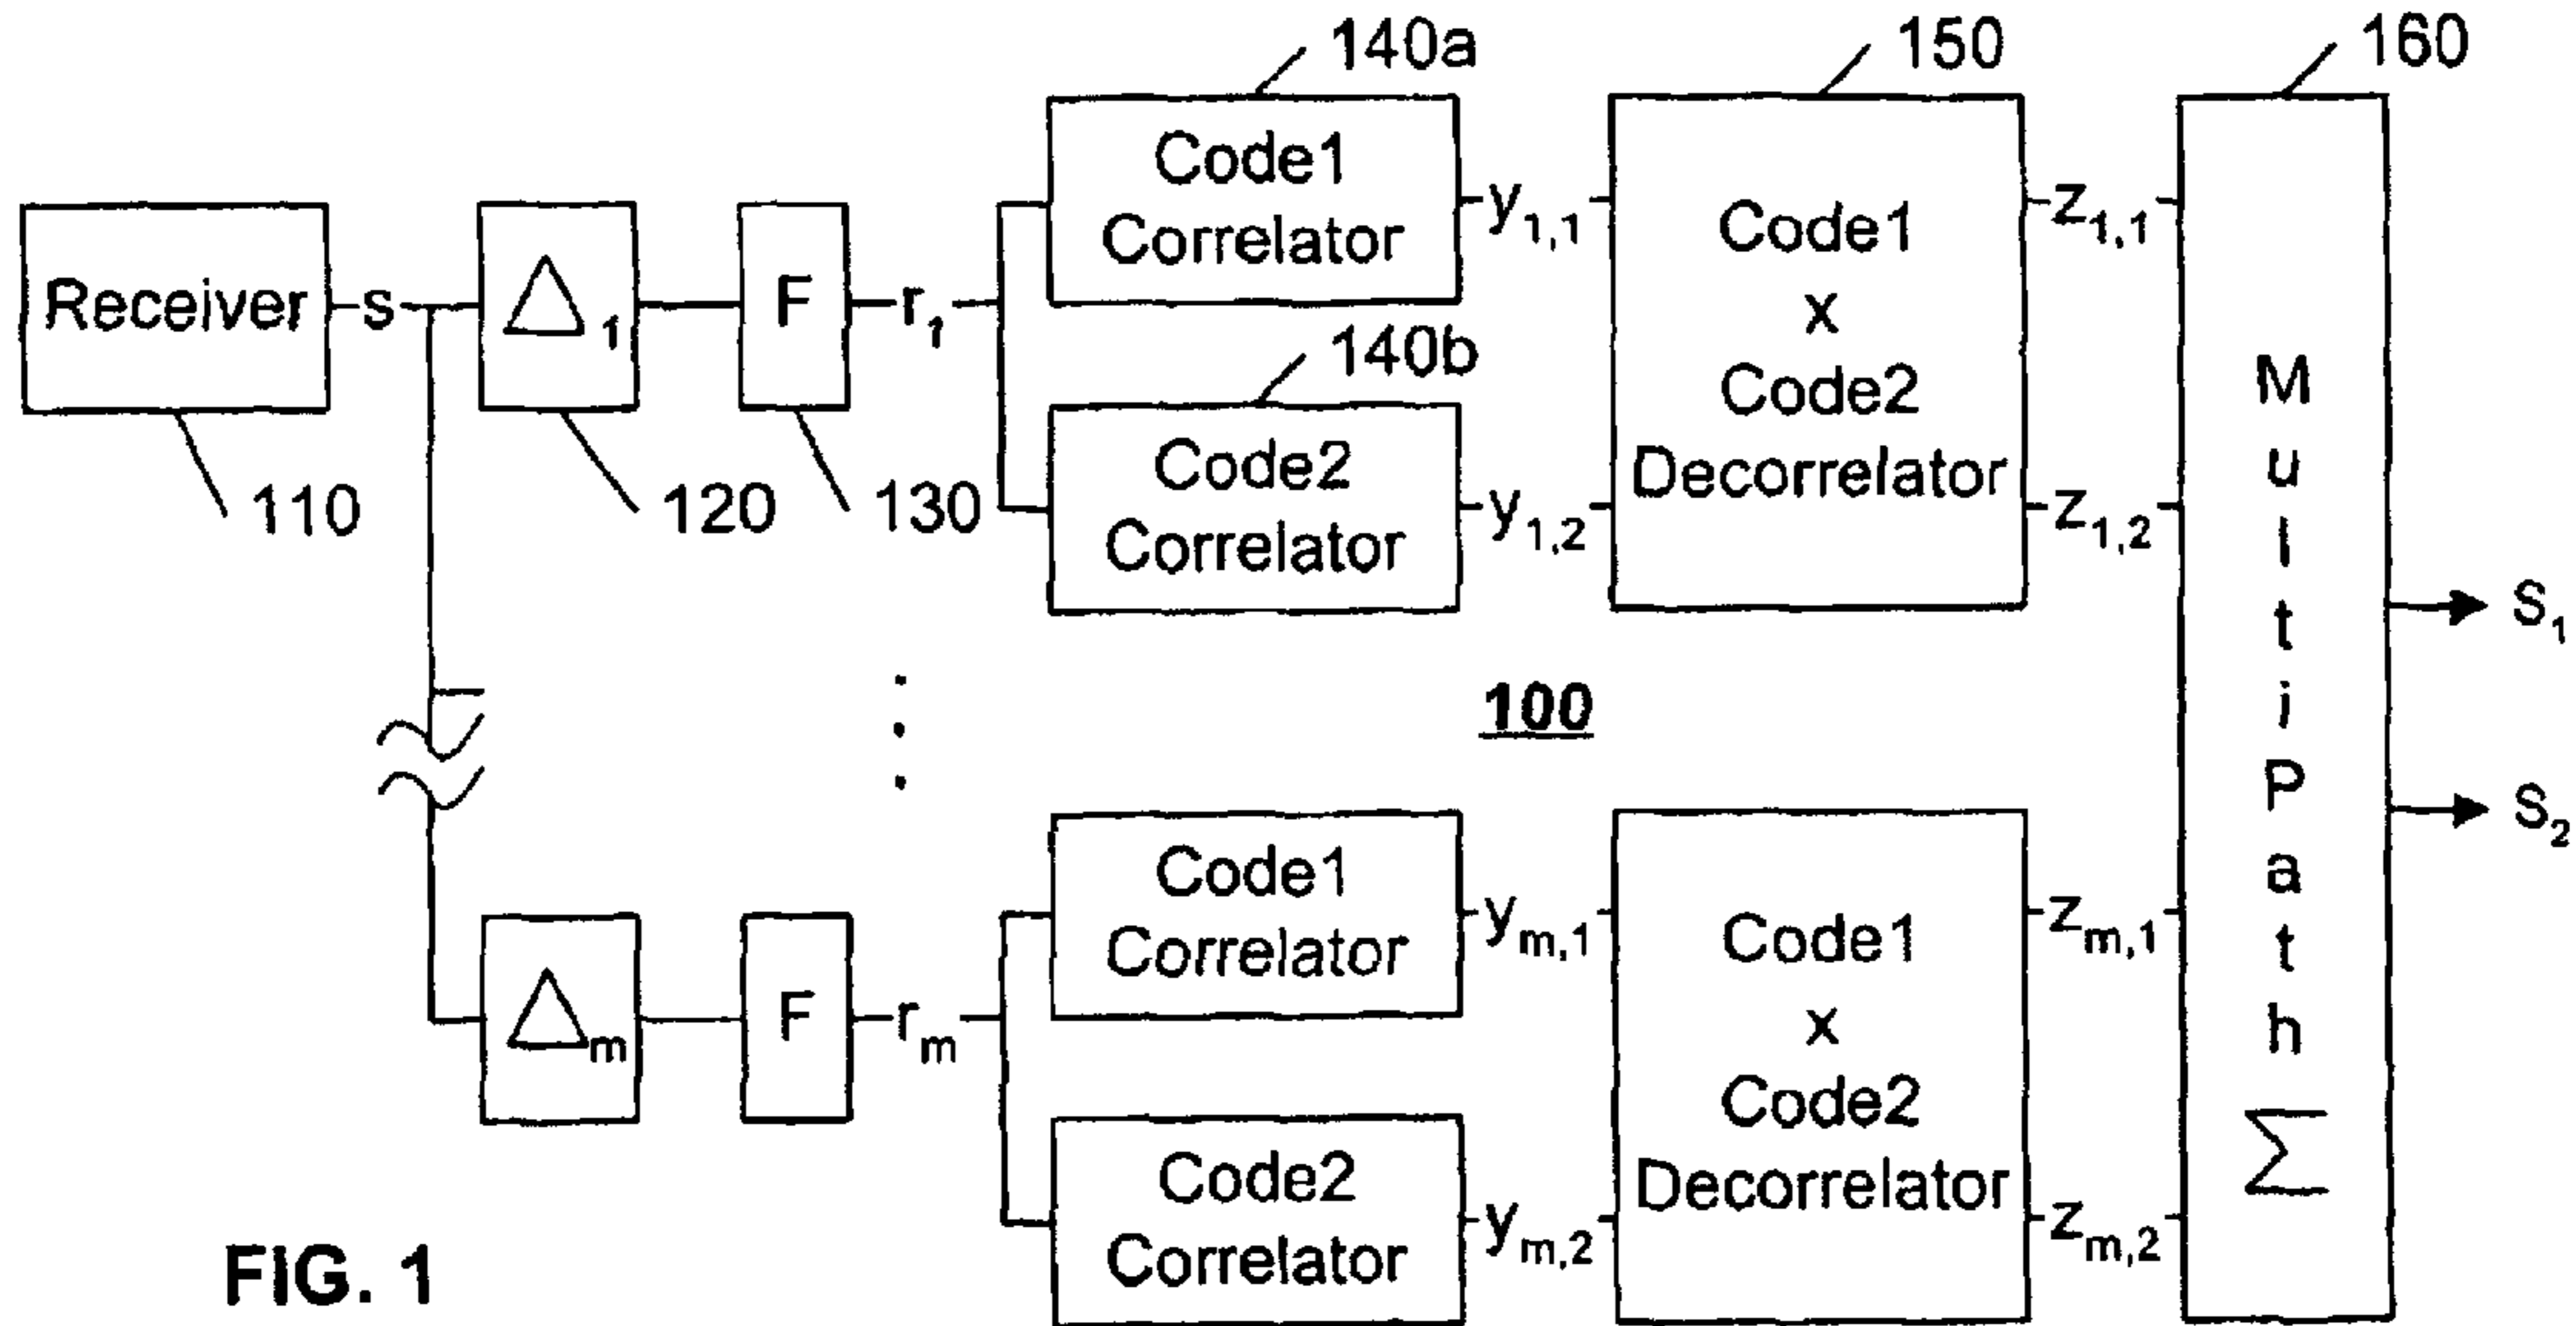 140a
150
160
Receiver
s
△1
F
r1
Code1
Correlator
y1,1
Code1
x
Code2
Decorrelator
z1,1
110
120
130
140b
Code2
Correlator
y1,2
z1,2
MultiPath
∑
S1
S2
100
△m
F
rm
Code1
Correlator
ym,1
Code1
x
Code2
Decorrelator
zm,1
Code2
Correlator
ym,2
zm,2
FIG. 1